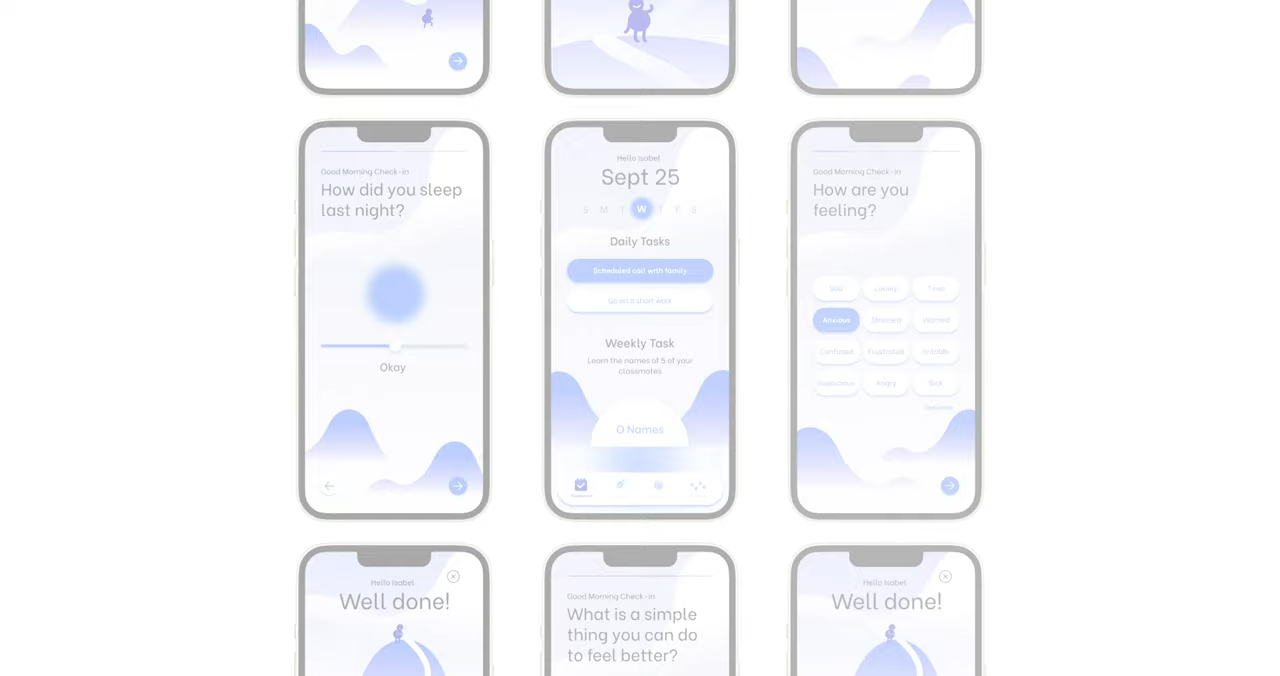 Good Morning Check-in
How did you sleep
last night?
Okay
Hello Isabel
Sept 25
S M T W T F S
Daily Tasks
Scheduled call with family
Go on a short walk
Weekly Task
Learn the names of 5 of your
classmates
0 Names
Good Morning Check-in
How are you
feeling?
Sad Lonely Tired
Anxious Stressed Worried
Confused Frustrated Irritable
Suspicious Angry Sick
Hello Isabel
Well done!
Good Morning Check-in
What is a simple
thing you can do
to feel better?
Hello Isabel
Well done!